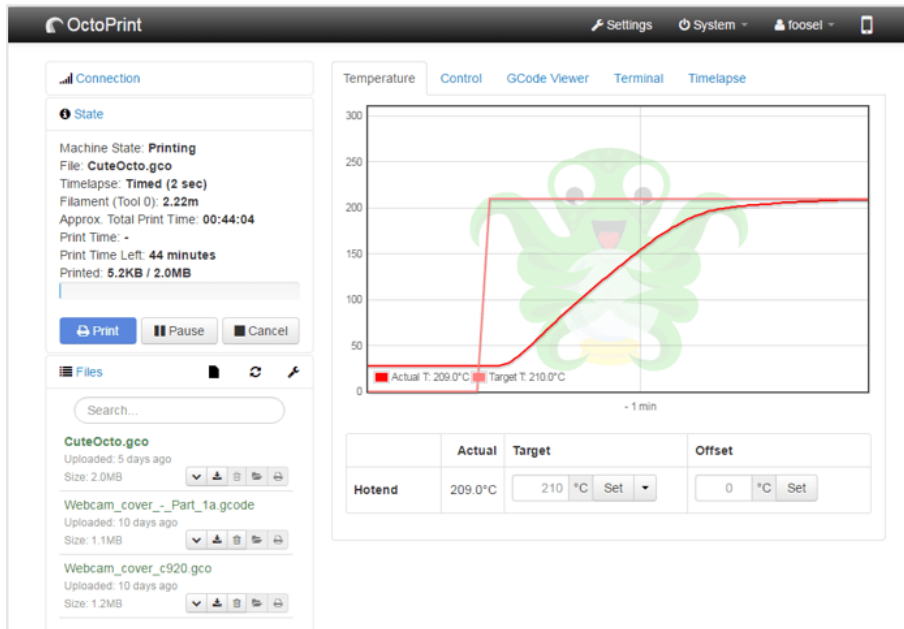 OctoPrint
Settings System foosel
Connection
State
Machine State: Printing
File: CuteOcto.gco
Timelapse: Timed (2 sec)
Filament (Tool 0): 2.22m
Approx. Total Print Time: 00:44:04
Print Time: -
Print Time Left: 44 minutes
Printed: 5.2KB / 2.0MB
Print Pause Cancel
Files
Search...
CuteOcto.gco
Uploaded: 5 days ago
Size: 2.0MB
Webcam_cover_-_Part_1a.gcode
Uploaded: 10 days ago
Size: 1.1MB
Webcam_cover_c920.gco
Uploaded: 10 days ago
Size: 1.2MB
Temperature Control GCode Viewer Terminal Timelapse
300
250
200
150
100
50
0
Actual T: 209.0°C Target T: 210.0°C
- 1 min
Actual Target Offset
Hotend 209.0°C 210 °C Set 0 °C Set